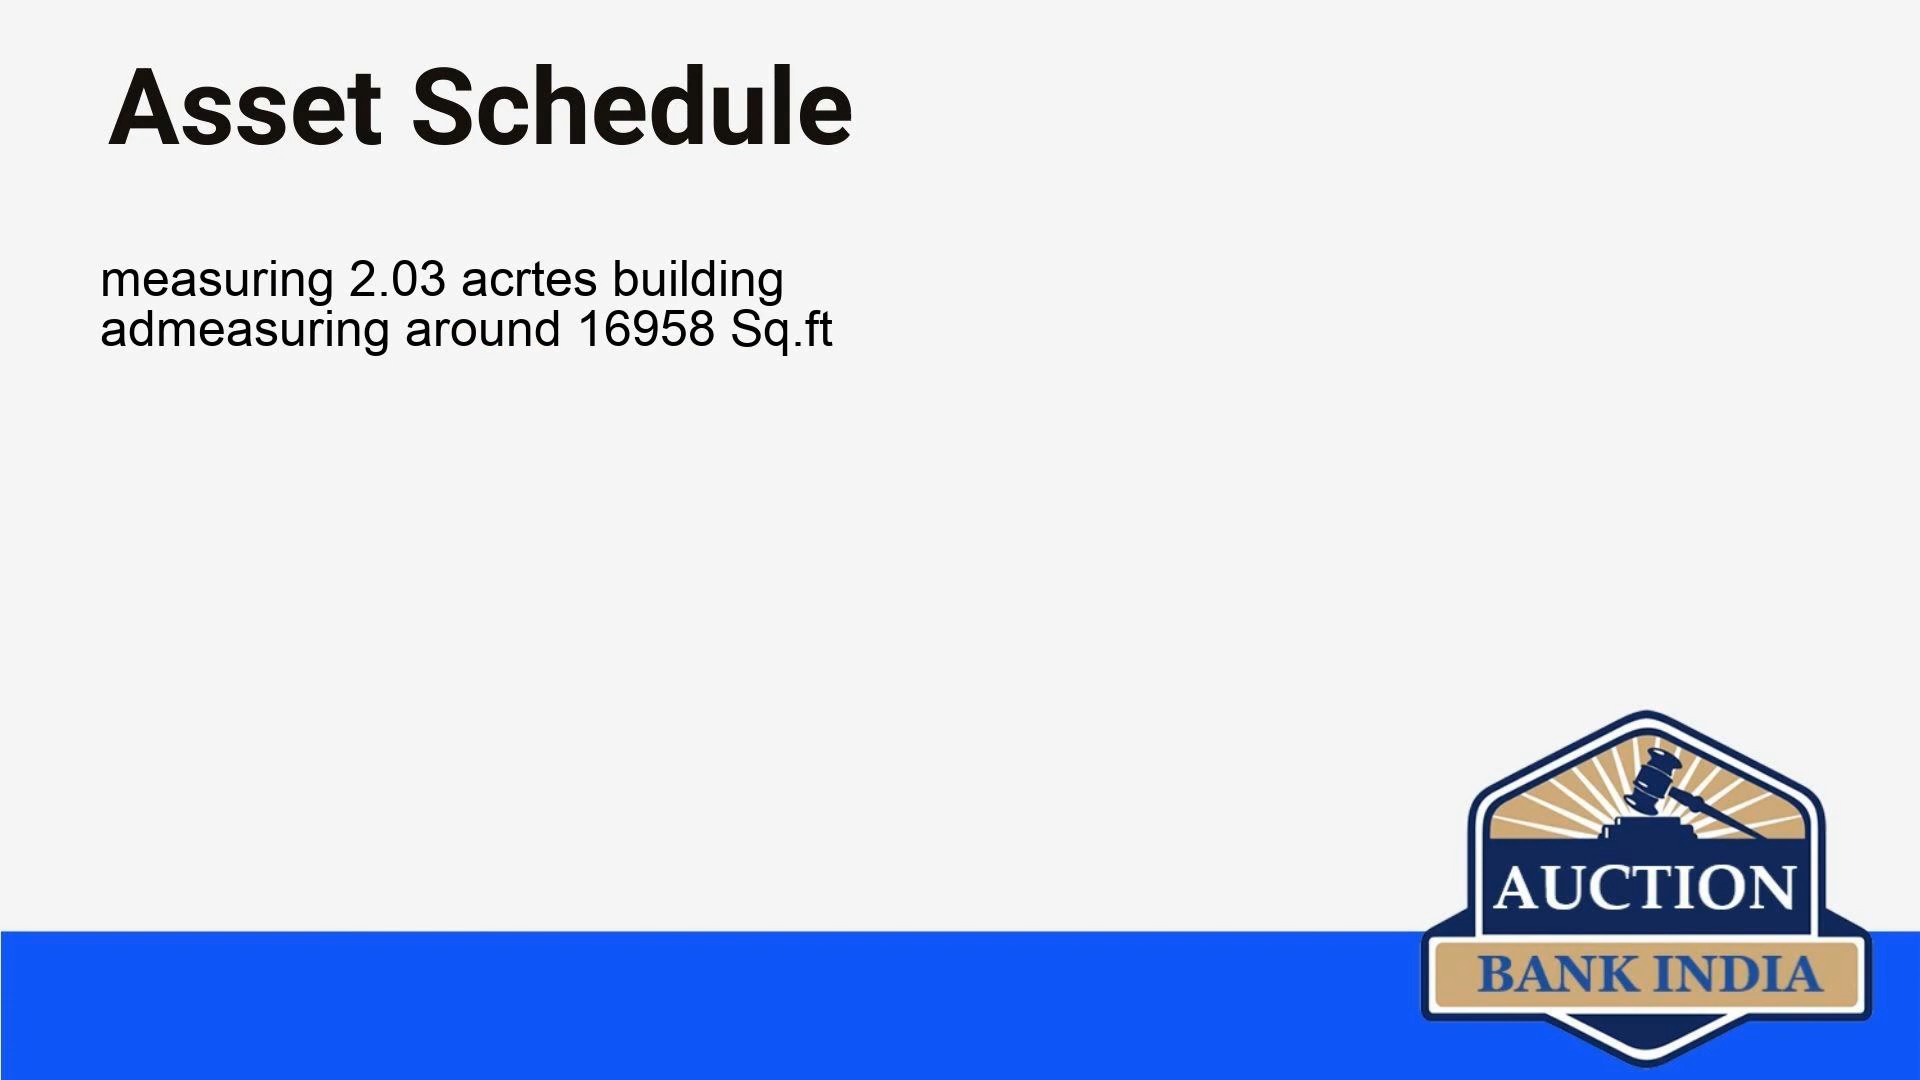 Asset Schedule
measuring 2.03 acrtes building
admeasuring around 16958 Sq.ft
AUCTION
BANK INDIA